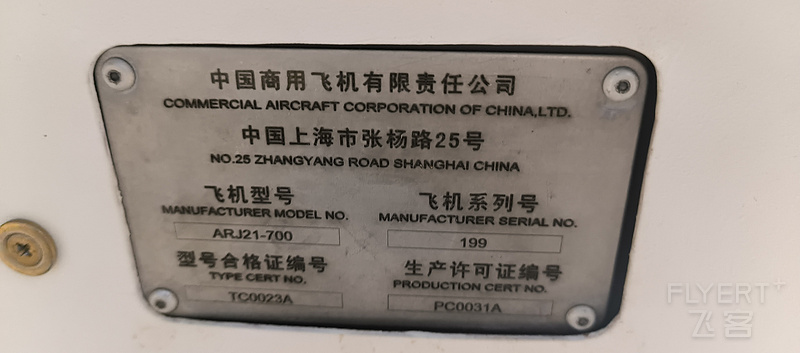 中国商用飞机有限责任公司
COMMERCIAL AIRCRAFT CORPORATION OF CHINA,LTD.
中国上海市张杨路25号
NO.25 ZHANGYANG ROAD SHANGHAI CHINA
飞机型号 飞机系列号
MANUFACTURER MODEL NO. MANUFACTURER SERIAL NO.
ARJ21-700 199
型号合格证编号 生产许可证编号
TYPE CERT NO. PRODUCTION CERT NO.
TC0023A PC0031A
FLYERT+
飞客